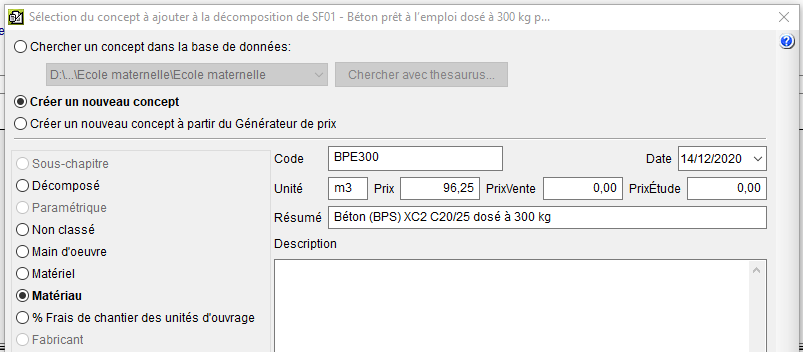 Sélection du concept à ajouter à la décomposition de SF01 - Béton prêt à l'emploi dosé à 300 kg p...
Chercher un concept dans la base de données:
D:\...\Ecole maternelle\Ecole maternelle
Chercher avec thesaurus...
Créer un nouveau concept
Créer un nouveau concept à partir du Générateur de prix
Sous-chapitre
Décomposé
Paramétrique
Non classé
Main d'oeuvre
Matériel
Matériau
% Frais de chantier des unités d'ouvrage
Fabricant
Code BPE300 Date 14/12/2020
Unité m3 Prix 96,25 PrixVente 0,00 PrixÉtude 0,00
Résumé Béton (BPS) XC2 C20/25 dosé à 300 kg
Description